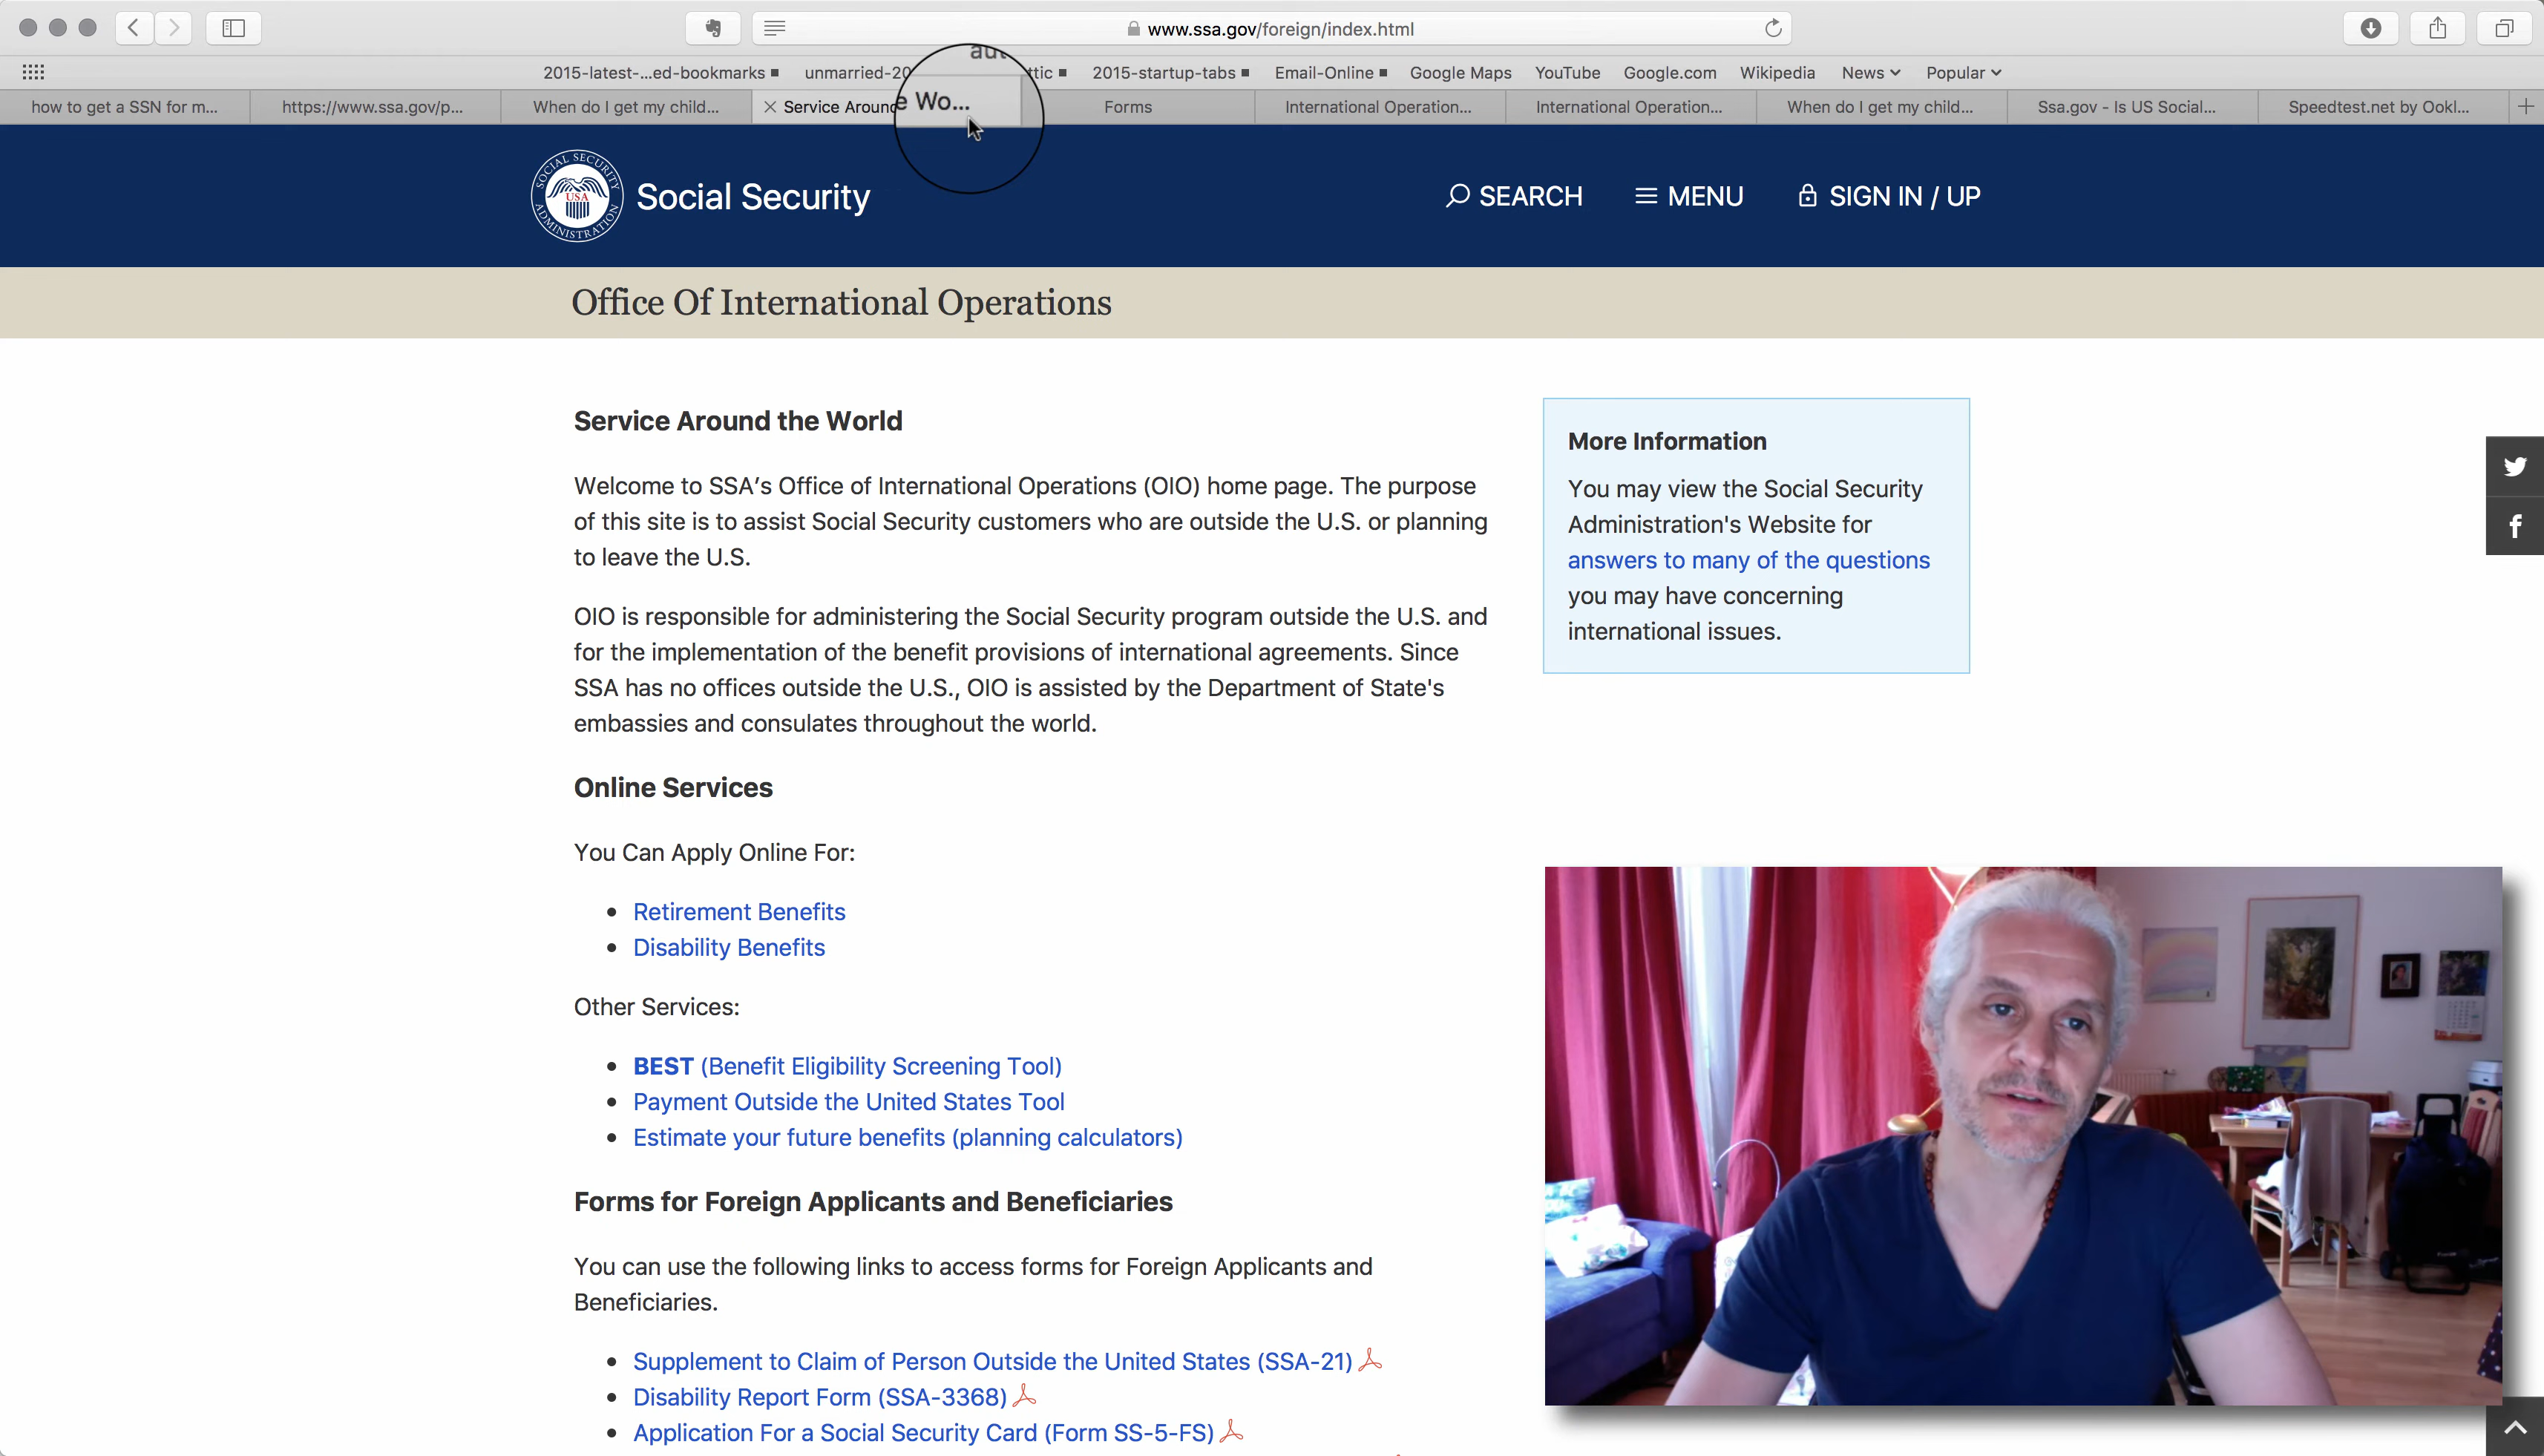 www.ssa.gov/foreign/index.html
2015-latest-...ed-bookmarks
unmarried-20
ttic
2015-startup-tabs
Email-Online
Google Maps
YouTube
Google.com
Wikipedia
News
Popular
how to get a SSN for m...
https://www.ssa.gov/p...
When do I get my child...
Service Around
e Wo...
Forms
International Operation...
International Operation...
When do I get my child...
Ssa.gov - Is US Social...
Speedtest.net by Ookl...
SOCIAL SECURITY
USA
ADMINISTRATION
Social Security
SEARCH
MENU
SIGN IN / UP
Office Of International Operations
Service Around the World
Welcome to SSA’s Office of International Operations (OIO) home page. The purpose
of this site is to assist Social Security customers who are outside the U.S. or planning
to leave the U.S.
OIO is responsible for administering the Social Security program outside the U.S. and
for the implementation of the benefit provisions of international agreements. Since
SSA has no offices outside the U.S., OIO is assisted by the Department of State's
embassies and consulates throughout the world.
More Information
You may view the Social Security
Administration's Website for
answers to many of the questions
you may have concerning
international issues.
Online Services
You Can Apply Online For:
Retirement Benefits
Disability Benefits
Other Services:
BEST (Benefit Eligibility Screening Tool)
Payment Outside the United States Tool
Estimate your future benefits (planning calculators)
Forms for Foreign Applicants and Beneficiaries
You can use the following links to access forms for Foreign Applicants and
Beneficiaries.
Supplement to Claim of Person Outside the United States (SSA-21)
Disability Report Form (SSA-3368)
Application For a Social Security Card (Form SS-5-FS)